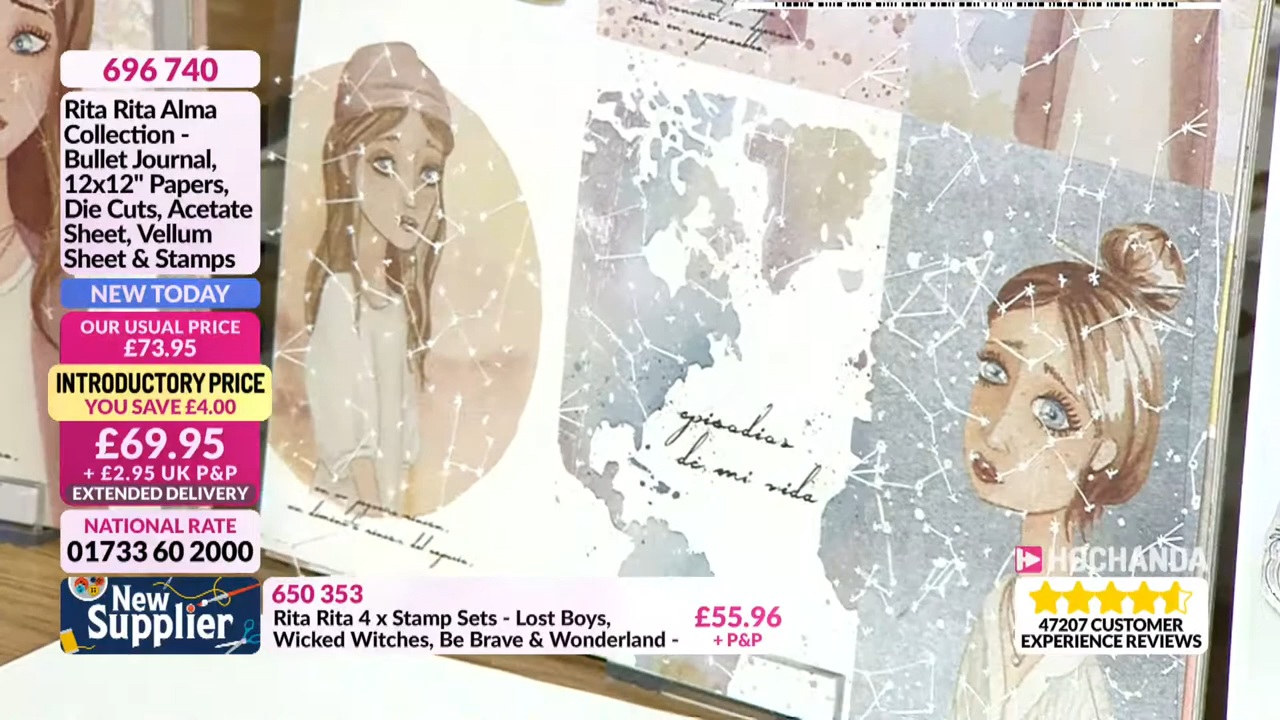 696 740
Rita Rita Alma
Collection -
Bullet Journal,
12x12" Papers,
Die Cuts, Acetate
Sheet, Vellum
Sheet & Stamps
NEW TODAY
OUR USUAL PRICE
£73.95
INTRODUCTORY PRICE
YOU SAVE £4.00
£69.95
+ £2.95 UK P&P
EXTENDED DELIVERY
NATIONAL RATE
01733 60 2000
New
Supplier
650 353
Rita Rita 4 x Stamp Sets - Lost Boys,
Wicked Witches, Be Brave & Wonderland -
£55.96
+ P&P
episodios
de mi vida
HOCHANDA
47207 CUSTOMER
EXPERIENCE REVIEWS